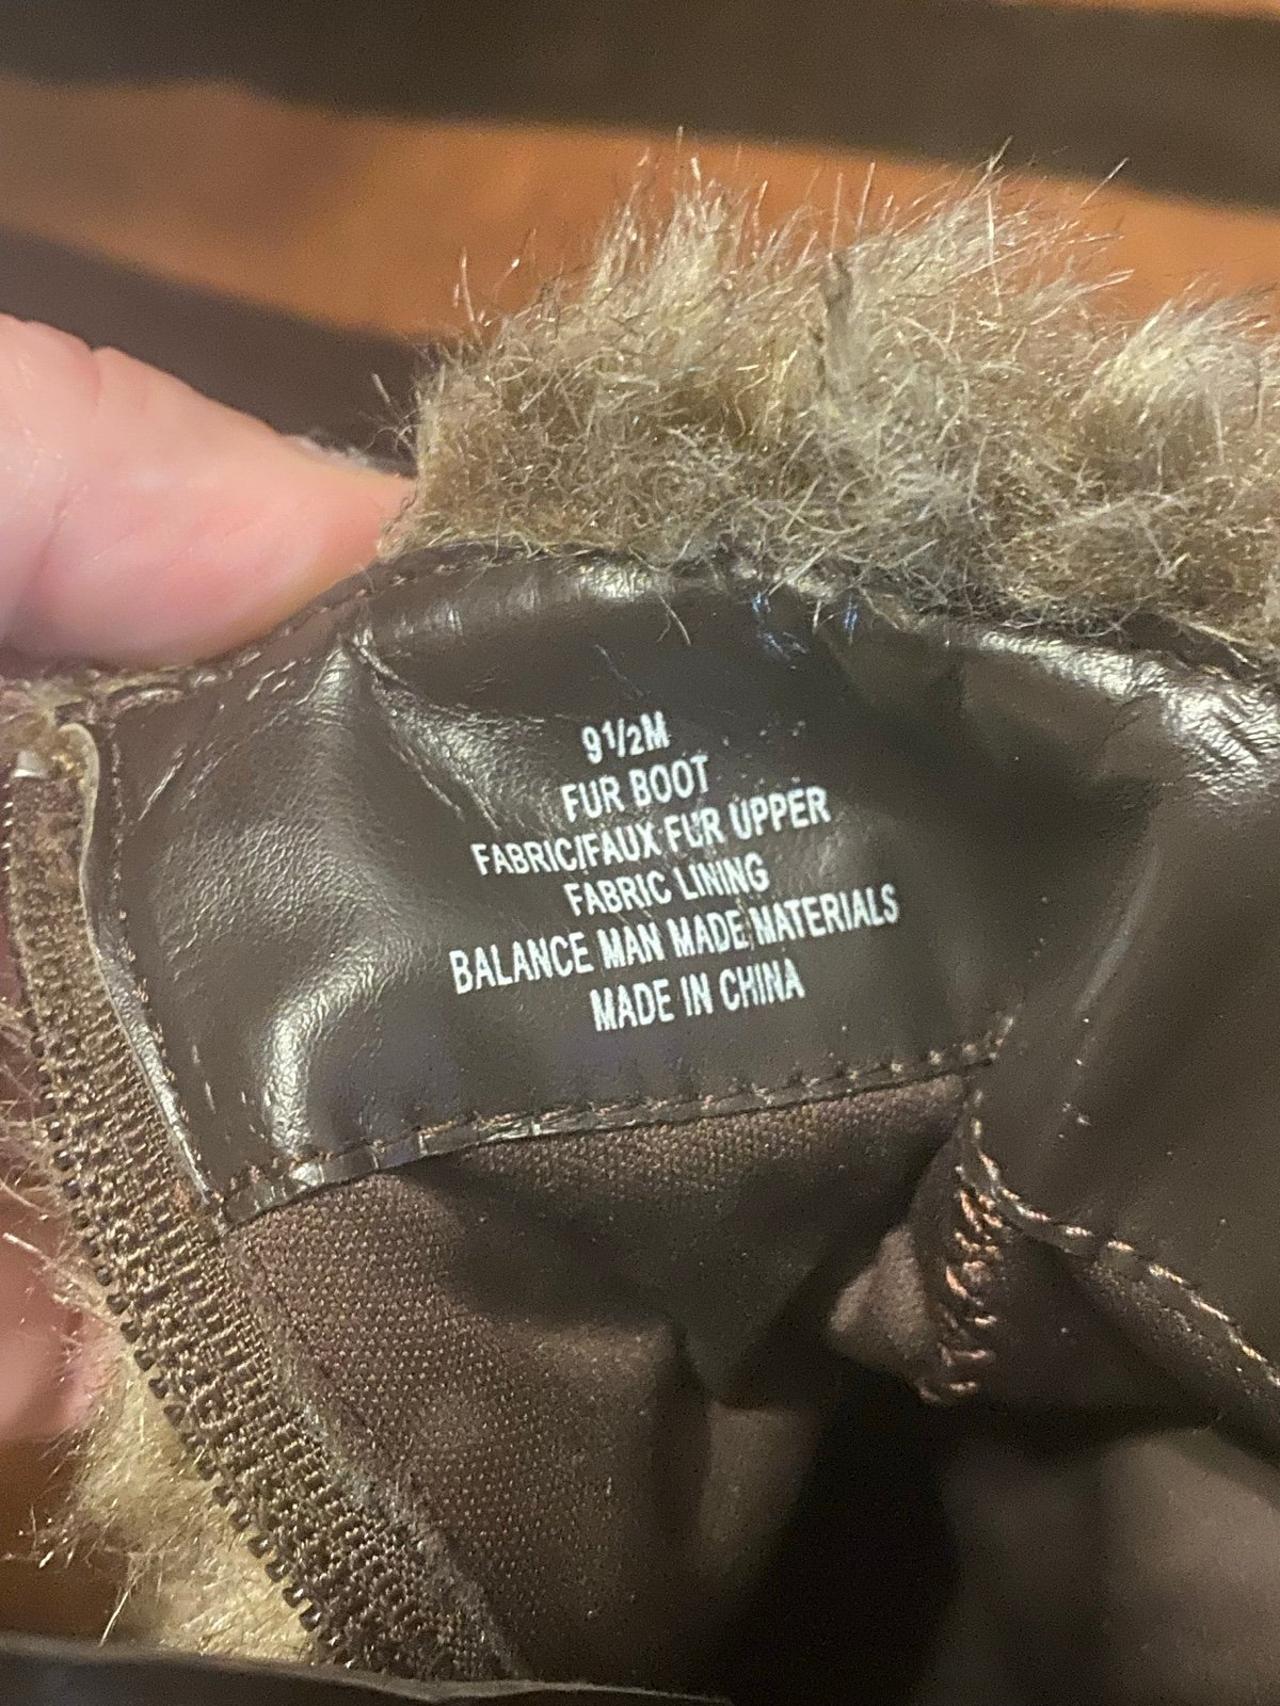 9 1/2M
FUR BOOT
FABRIC/FAUX FUR UPPER
FABRIC LINING
BALANCE MAN MADE MATERIALS
MADE IN CHINA